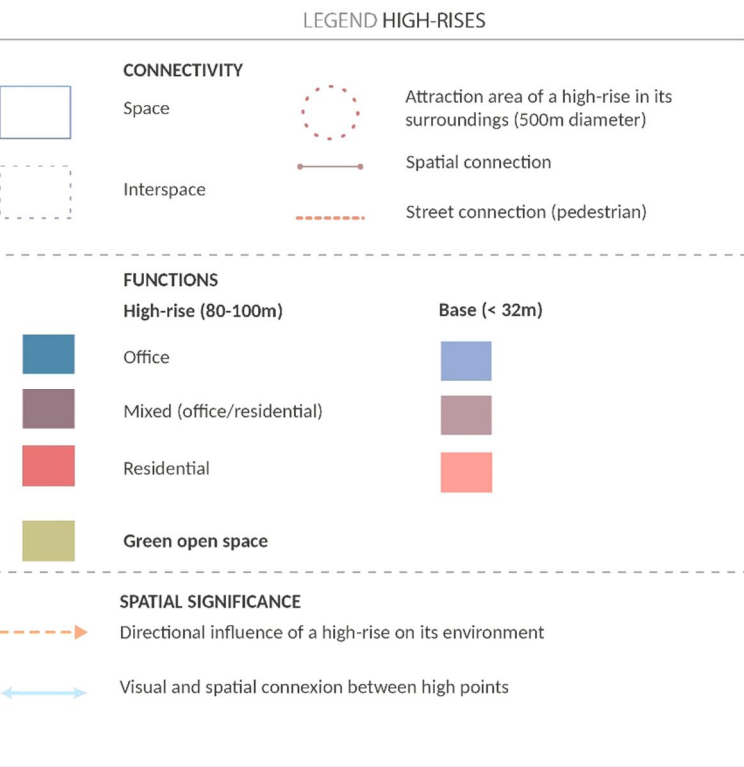 LEGEND HIGH-RISES
CONNECTIVITY
Space
Attraction area of a high-rise in its
surroundings (500m diameter)
Spatial connection
Interspace
Street connection (pedestrian)
FUNCTIONS
High-rise (80-100m)
Base (< 32m)
Office
Mixed (office/residential)
Residential
Green open space
SPATIAL SIGNIFICANCE
Directional influence of a high-rise on its environment
Visual and spatial connexion between high points